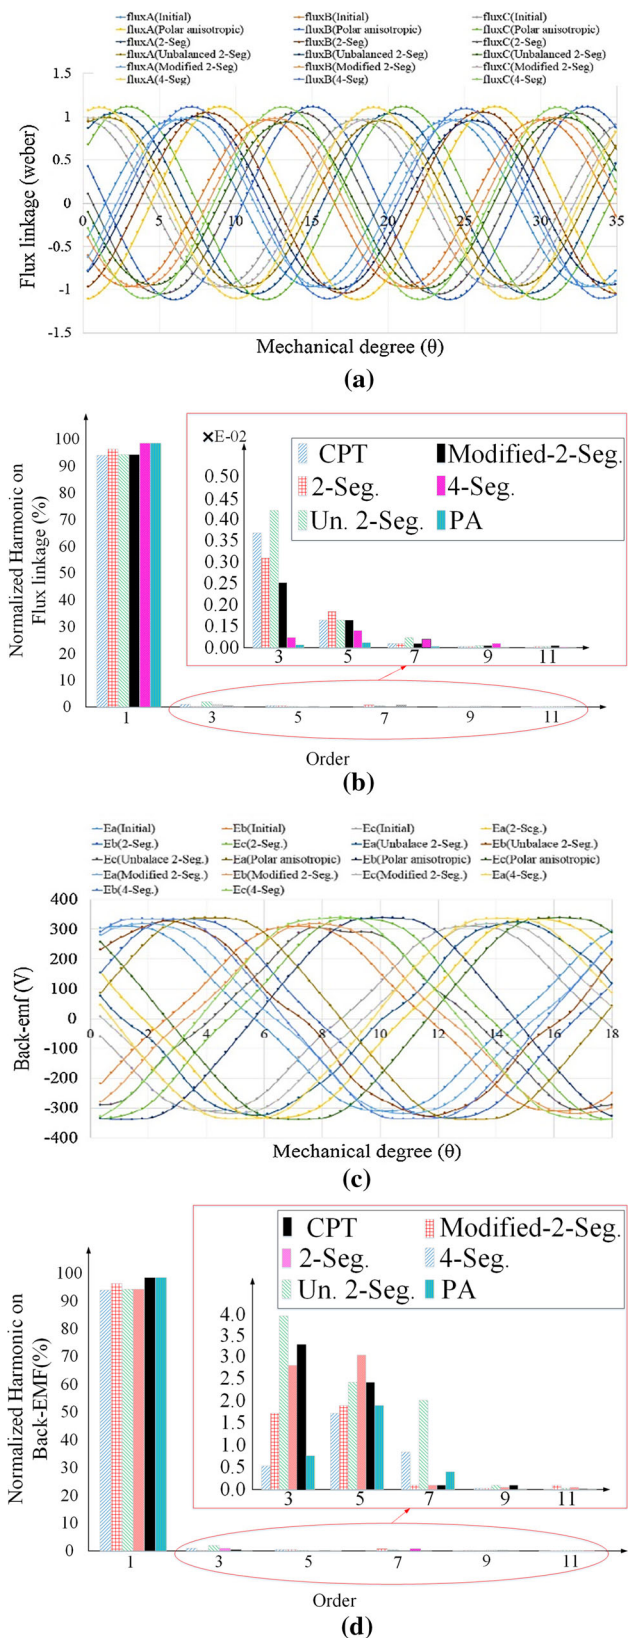 fluxA(Initial) fluxB(Initial) fluxC(Initial)
fluxA(Polar anisotropic) fluxB(Polar anisotropic) fluxC(Polar anisotropic)
fluxA(2-Seg) fluxB(2-Seg) fluxC(2-Seg)
fluxA(Unbalanced 2-Seg) fluxB(Unbalanced 2-Seg) fluxC(Unbalanced 2-Seg)
fluxA(Modified 2-Seg) fluxB(Modified 2-Seg) fluxC(Modified 2-Seg)
fluxA(4-Seg) fluxB(4-Seg) fluxC(4-Seg)
1.5
1
0.5
0
-0.5
-1
-1.5
Flux linkage (weber)
0 5 10 15 20 25 30 35
Mechanical degree (θ)
(a)
Normalized Harmonic on
Flux linkage (%)
100
90
80
70
60
50
40
30
20
10
0
×E-02
0.50
0.45
0.40
0.35
0.30
0.25
0.20
0.15
0.00
CPT Modified-2-Seg.
2-Seg. 4-Seg.
Un. 2-Seg. PA
3 5 7 9 11
1 3 5 7 9 11
Order
(b)
Ea(Initial) Eb(Initial) Ec(Initial) Ea(2-Seg.)
Eb(2-Seg.) Ec(2-Seg.) Ea(Unbalace 2-Seg.) Eb(Unbalace 2-Seg.)
Ec(Unbalace 2-Seg.) Ea(Polar anisotropic) Eb(Polar anisotropic) Ec(Polar anisotropic)
Ea(Modified 2-Seg.) Eb(Modified 2-Seg.) Ec(Modified 2-Seg.) Ea(4-Seg.)
Eb(4-Seg.) Ec(4-Seg)
400
300
200
100
0
-100
-200
-300
-400
Back-emf (V)
0 2 4 6 8 10 12 14 16 18
Mechanical degree (θ)
(c)
Normalized Harmonic on
Back-EMF(%)
100
90
80
70
60
50
40
30
20
10
0
CPT Modified-2-Seg.
2-Seg. 4-Seg.
Un. 2-Seg. PA
4.0
3.5
3.0
2.5
2.0
1.5
1.0
0.5
0.0
3 5 7 9 11
1 3 5 7 9 11
Order
(d)